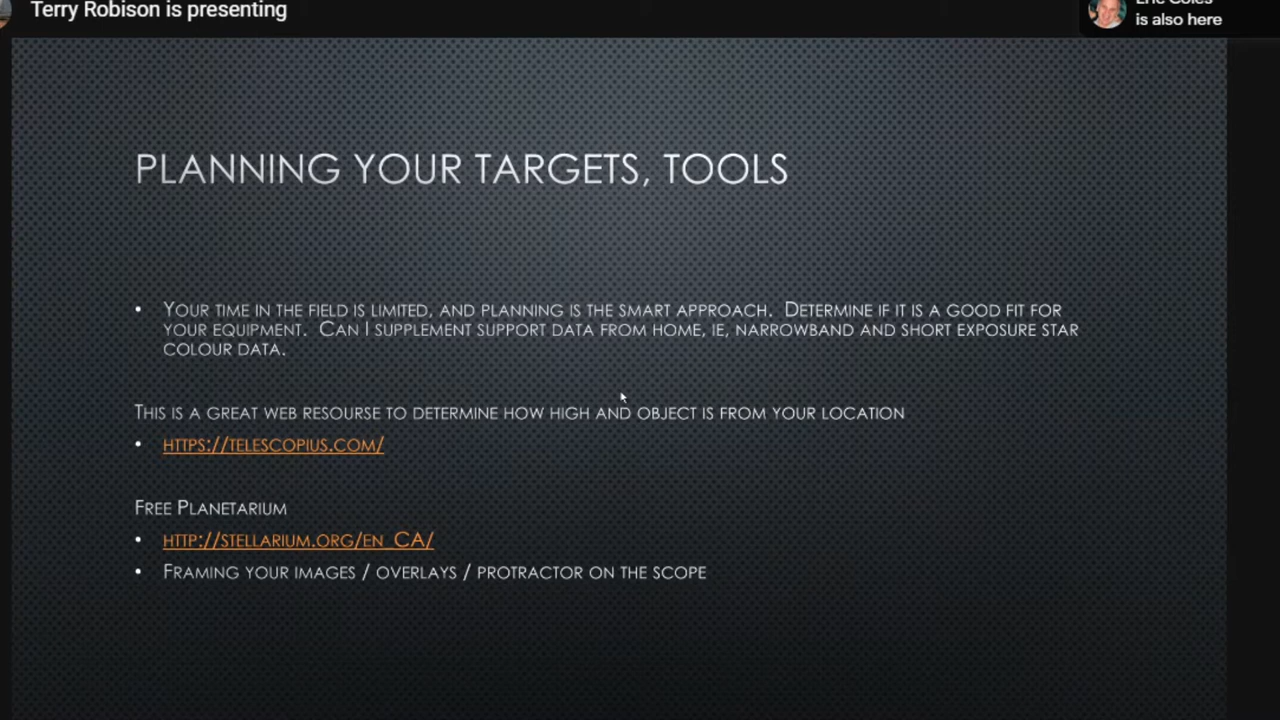 Terry Robison is presenting
is also here
PLANNING YOUR TARGETS, TOOLS
• YOUR TIME IN THE FIELD IS LIMITED, AND PLANNING IS THE SMART APPROACH. DETERMINE IF IT IS A GOOD FIT FOR
YOUR EQUIPMENT. CAN I SUPPLEMENT SUPPORT DATA FROM HOME, IE, NARROWBAND AND SHORT EXPOSURE STAR
COLOUR DATA.
THIS IS A GREAT WEB RESOURSE TO DETERMINE HOW HIGH AND OBJECT IS FROM YOUR LOCATION
• HTTPS://TELESCOPIUS.COM/
FREE PLANETARIUM
• HTTP://STELLARIUM.ORG/EN_CA/
• FRAMING YOUR IMAGES / OVERLAYS / PROTRACTOR ON THE SCOPE